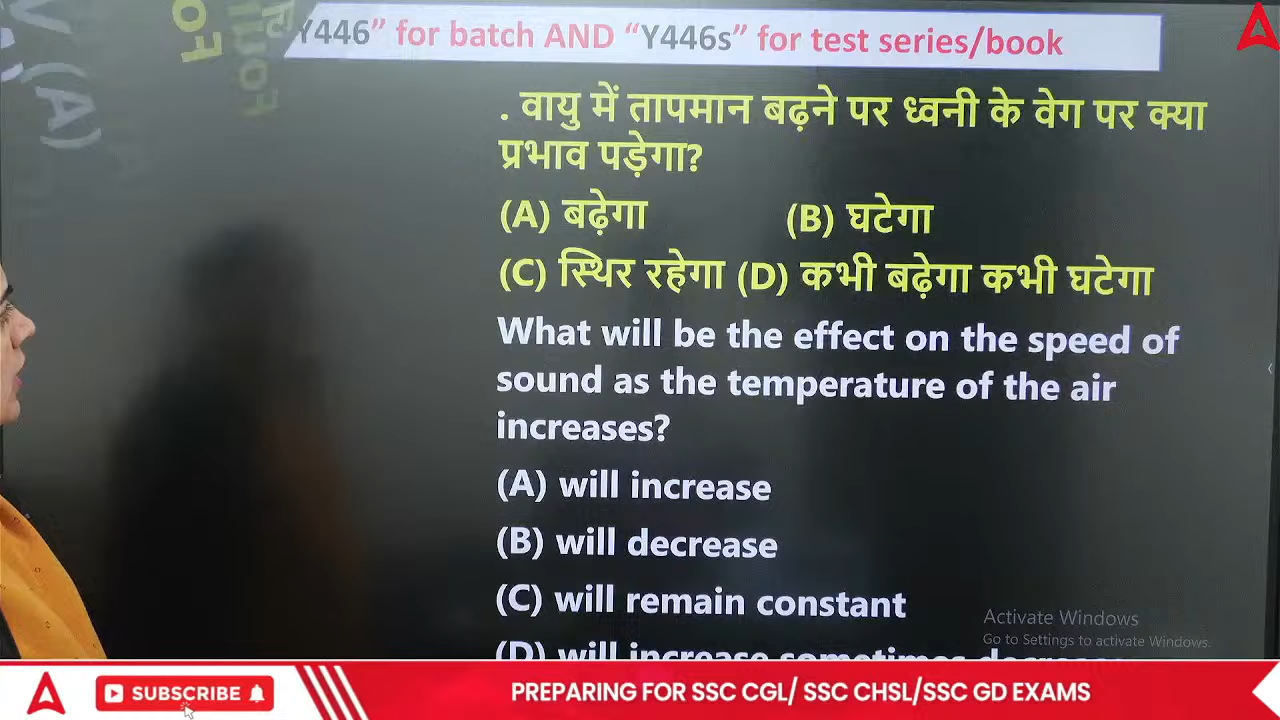 Y446” for batch AND “Y446s” for test series/book
. वायु में तापमान बढ़ने पर ध्वनी के वेग पर क्या
प्रभाव पड़ेगा?
(A) बढ़ेगा (B) घटेगा
(C) स्थिर रहेगा (D) कभी बढ़ेगा कभी घटेगा
What will be the effect on the speed of
sound as the temperature of the air
increases?
(A) will increase
(B) will decrease
(C) will remain constant
(D) will increase sometimes
Activate Windows
Go to Settings to activate Windows.
SUBSCRIBE
PREPARING FOR SSC CGL/ SSC CHSL/SSC GD EXAMS